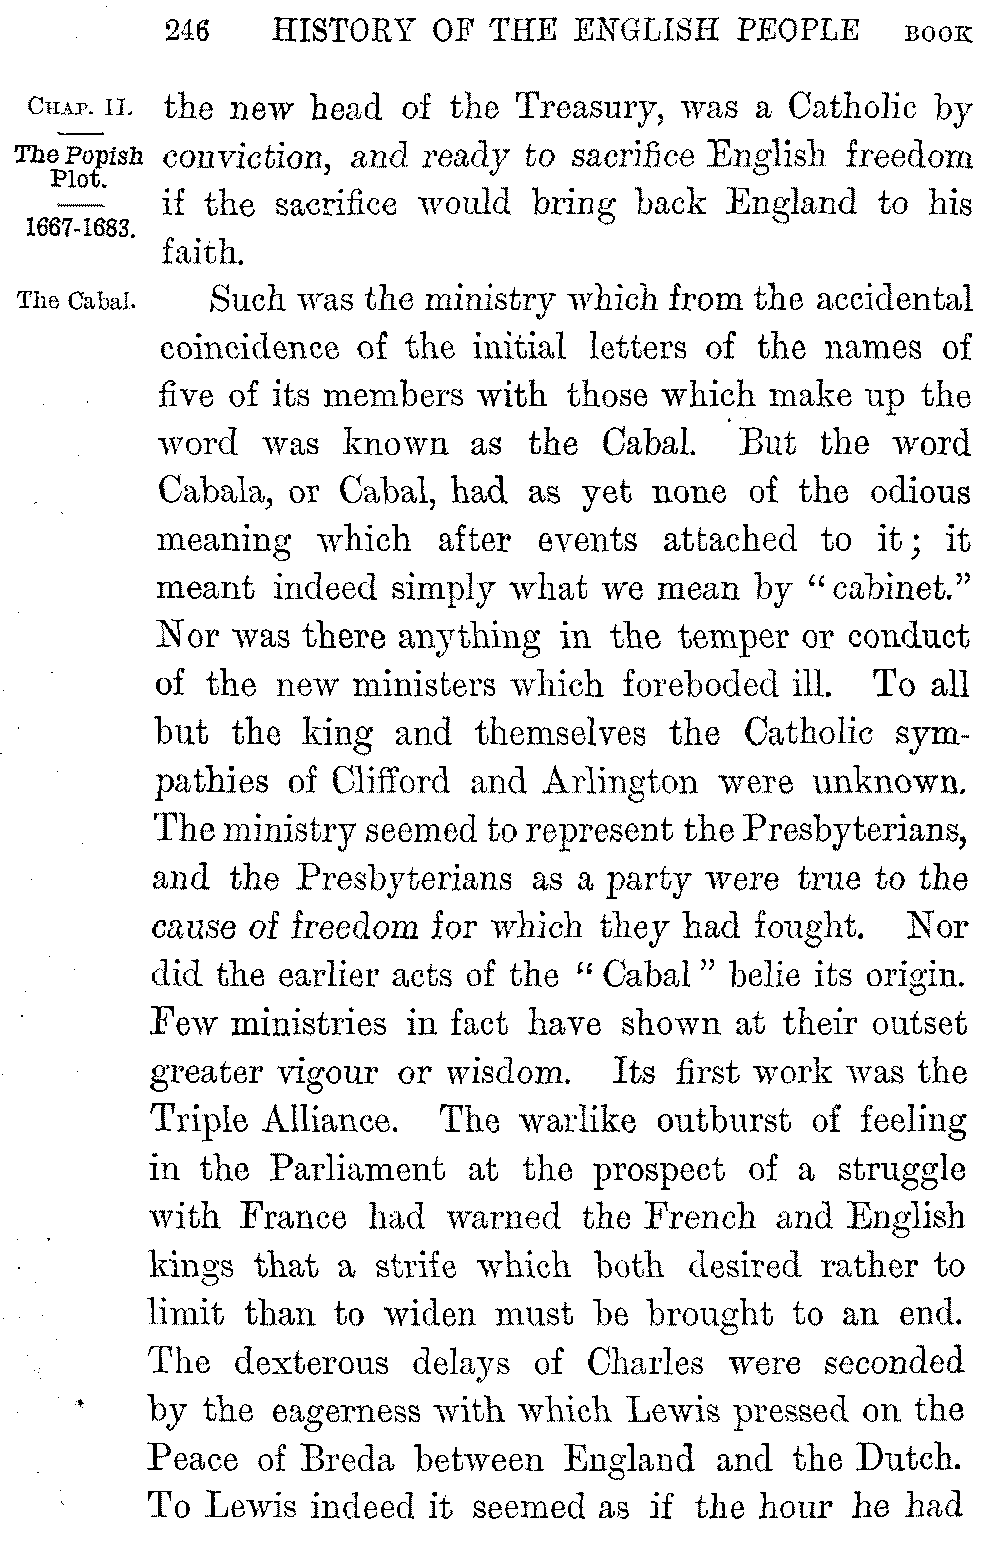 246 HISTORY OF THE ENGLISH PEOPLE BOOK
CHAP. II.
The Popish
Plot.
1667-1683.
the new head of the Treasury, was a Catholic by
conviction, and ready to sacrifice English freedom
if the sacrifice would bring back England to his
faith.
The Cabal.
Such was the ministry which from the accidental
coincidence of the initial letters of the names of
five of its members with those which make up the
word was known as the Cabal. But the word
Cabala, or Cabal, had as yet none of the odious
meaning which after events attached to it; it
meant indeed simply what we mean by "cabinet."
Nor was there anything in the temper or conduct
of the new ministers which foreboded ill. To all
but the king and themselves the Catholic sym-
pathies of Clifford and Arlington were unknown.
The ministry seemed to represent the Presbyterians,
and the Presbyterians as a party were true to the
cause of freedom for which they had fought. Nor
did the earlier acts of the "Cabal" belie its origin.
Few ministries in fact have shown at their outset
greater vigour or wisdom. Its first work was the
Triple Alliance. The warlike outburst of feeling
in the Parliament at the prospect of a struggle
with France had warned the French and English
kings that a strife which both desired rather to
limit than to widen must be brought to an end.
The dexterous delays of Charles were seconded
by the eagerness with which Lewis pressed on the
Peace of Breda between England and the Dutch.
To Lewis indeed it seemed as if the hour he had